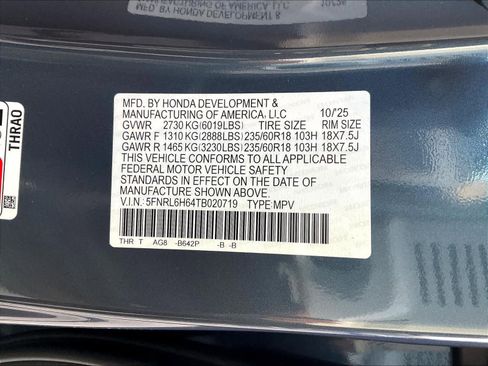 MFD. BY HONDA DEVELOPMENT &
MANUFACTURING OF AMERICA, LLC 10/'25
GVWR 2730 KG(6019LBS) TIRE SIZE RIM SIZE
GAWR F 1310 KG(2888LBS) 235/60R18 103H 18X7.5J
GAWR R 1465 KG(3230LBS) 235/60R18 103H 18X7.5J
THIS VEHICLE CONFORMS TO ALL APPLICABLE
FEDERAL MOTOR VEHICLE SAFETY
STANDARDS IN EFFECT ON THE DATE OF
MANUFACTURE SHOWN ABOVE.
V.I.N.: 5FNRL6H64TB020719 TYPE:MPV
THR T AG8 -B642P -B -B
THRA0